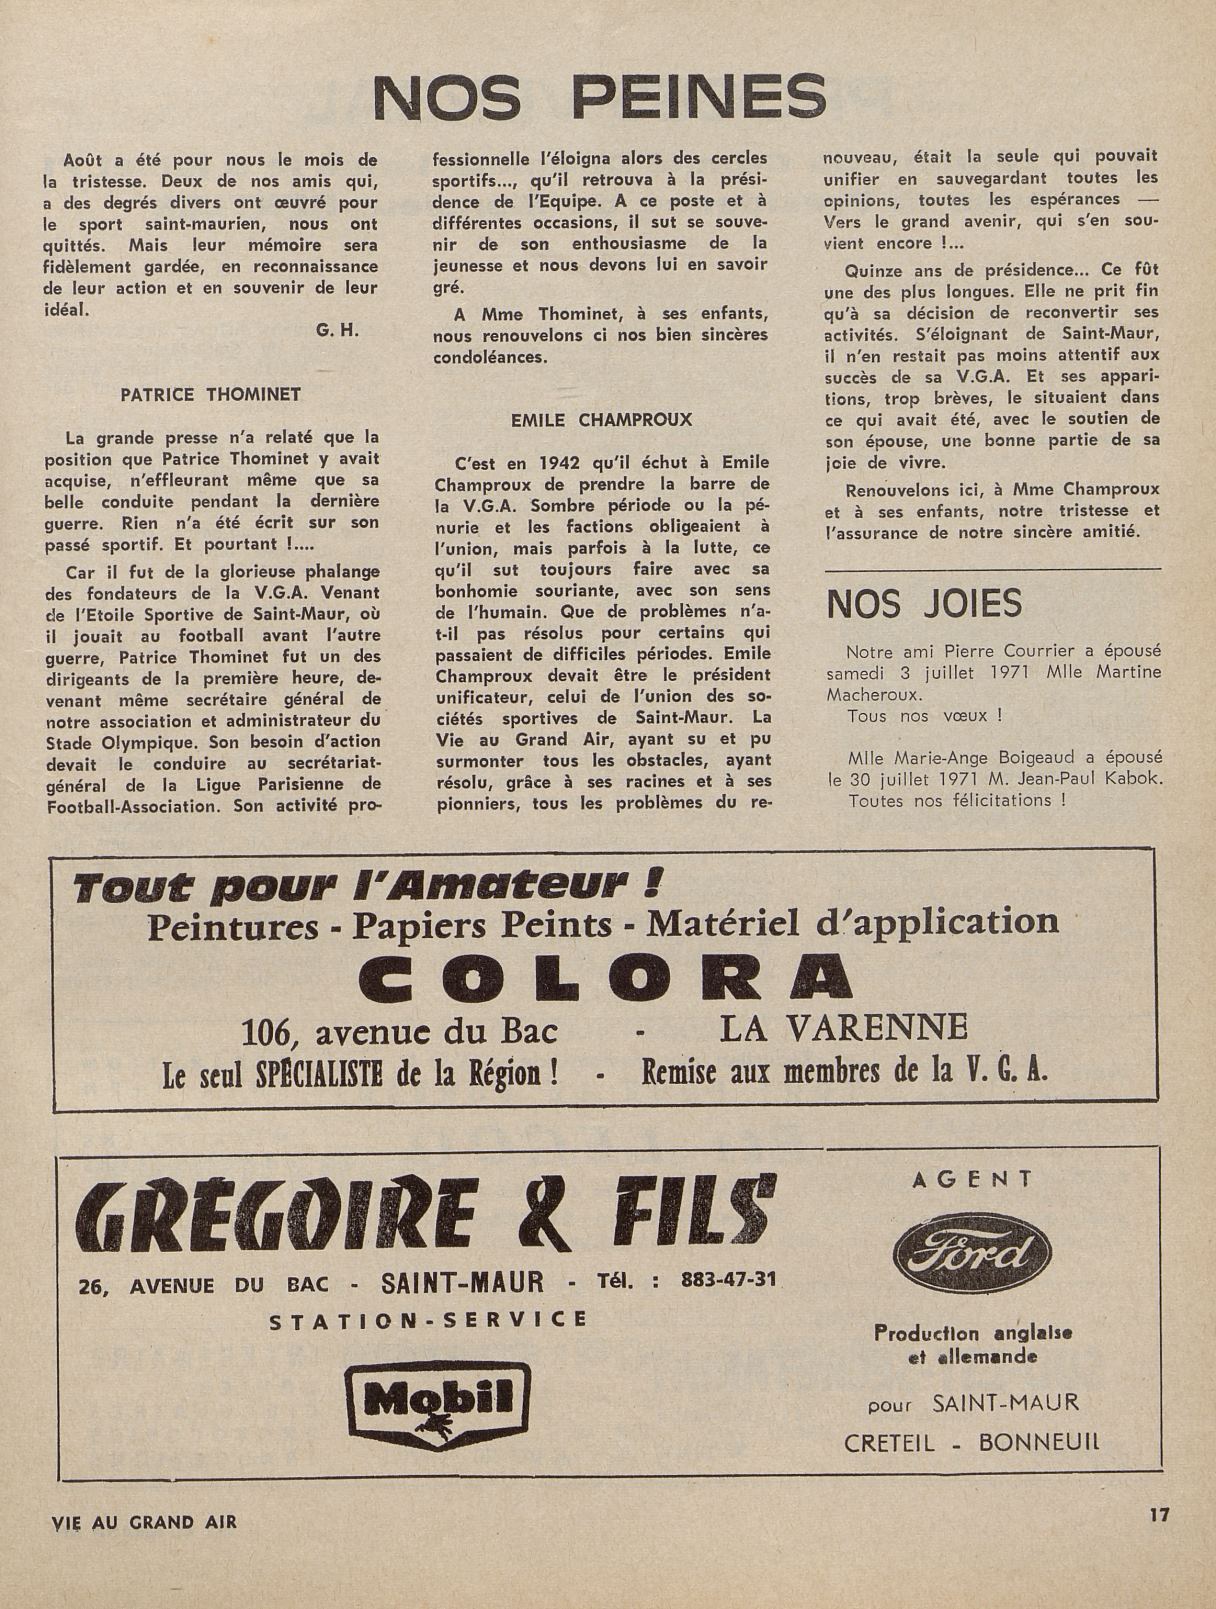 NOS PEINES
Août a été pour nous le mois de
la tristesse. Deux de nos amis qui,
a des degrés divers ont œuvré pour
le sport saint-maurien, nous ont
quittés. Mais leur mémoire sera
fidèlement gardée, en reconnaissance
de leur action et en souvenir de leur
idéal.
G. H.
PATRICE THOMINET
La grande presse n'a relaté que la
position que Patrice Thominet y avait
acquise, n'effleurant même que sa
belle conduite pendant la dernière
guerre. Rien n'a été écrit sur son
passé sportif. Et pourtant !....
Car il fut de la glorieuse phalange
des fondateurs de la V.G.A. Venant
de l'Etoile Sportive de Saint-Maur, où
il jouait au football avant l'autre
guerre, Patrice Thominet fut un des
dirigeants de la première heure, de-
venant même secrétaire général de
notre association et administrateur du
Stade Olympique. Son besoin d'action
devait le conduire au secrétariat-
général de la Ligue Parisienne de
Football-Association. Son activité pro-
fessionnelle l'éloigna alors des cercles
sportifs..., qu'il retrouva à la prési-
dence de l'Equipe. A ce poste et à
différentes occasions, il sut se souve-
nir de son enthousiasme de la
jeunesse et nous devons lui en savoir
gré.
A Mme Thominet, à ses enfants,
nous renouvelons ci nos bien sincères
condoléances.
EMILE CHAMPROUX
C'est en 1942 qu'il échut à Emile
Champroux de prendre la barre de
la V.G.A. Sombre période ou la pé-
nurie et les factions obligeaient à
l'union, mais parfois à la lutte, ce
qu'il sut toujours faire avec sa
bonhomie souriante, avec son sens
de l'humain. Que de problèmes n'a-
t-il pas résolus pour certains qui
passaient de difficiles périodes. Emile
Champroux devait être le président
unificateur, celui de l'union des so-
ciétés sportives de Saint-Maur. La
Vie au Grand Air, ayant su et pu
surmonter tous les obstacles, ayant
résolu, grâce à ses racines et à ses
pionniers, tous les problèmes du re-
nouveau, était la seule qui pouvait
unifier en sauvegardant toutes les
opinions, toutes les espérances —
Vers le grand avenir, qui s'en sou-
vient encore !...
Quinze ans de présidence... Ce fût
une des plus longues. Elle ne prit fin
qu'à sa décision de reconvertir ses
activités. S'éloignant de Saint-Maur,
il n'en restait pas moins attentif aux
succès de sa V.G.A. Et ses appari-
tions, trop brèves, le situaient dans
ce qui avait été, avec le soutien de
son épouse, une bonne partie de sa
joie de vivre.
Renouvelons ici, à Mme Champroux
et à ses enfants, notre tristesse et
l'assurance de notre sincère amitié.
NOS JOIES
Notre ami Pierre Courrier a épousé
samedi 3 juillet 1971 Mlle Martine
Macheroux.
Tous nos vœux !
Mlle Marie-Ange Boigeaud a épousé
le 30 juillet 1971 M. Jean-Paul Kabok.
Toutes nos félicitations !
Tout pour l'Amateur !
Peintures - Papiers Peints - Matériel d'application
COLORA
106, avenue du Bac - LA VARENNE
Le seul SPÉCIALISTE de la Région ! - Remise aux membres de la V. G. A.
GRÉGOIRE & FILS
26, AVENUE DU BAC - SAINT-MAUR - Tél. : 883-47-31
STATION-SERVICE
Mobil
AGENT
Ford
Production anglaise
et allemande
pour SAINT-MAUR
CRETEIL - BONNEUIL
VIE AU GRAND AIR
17